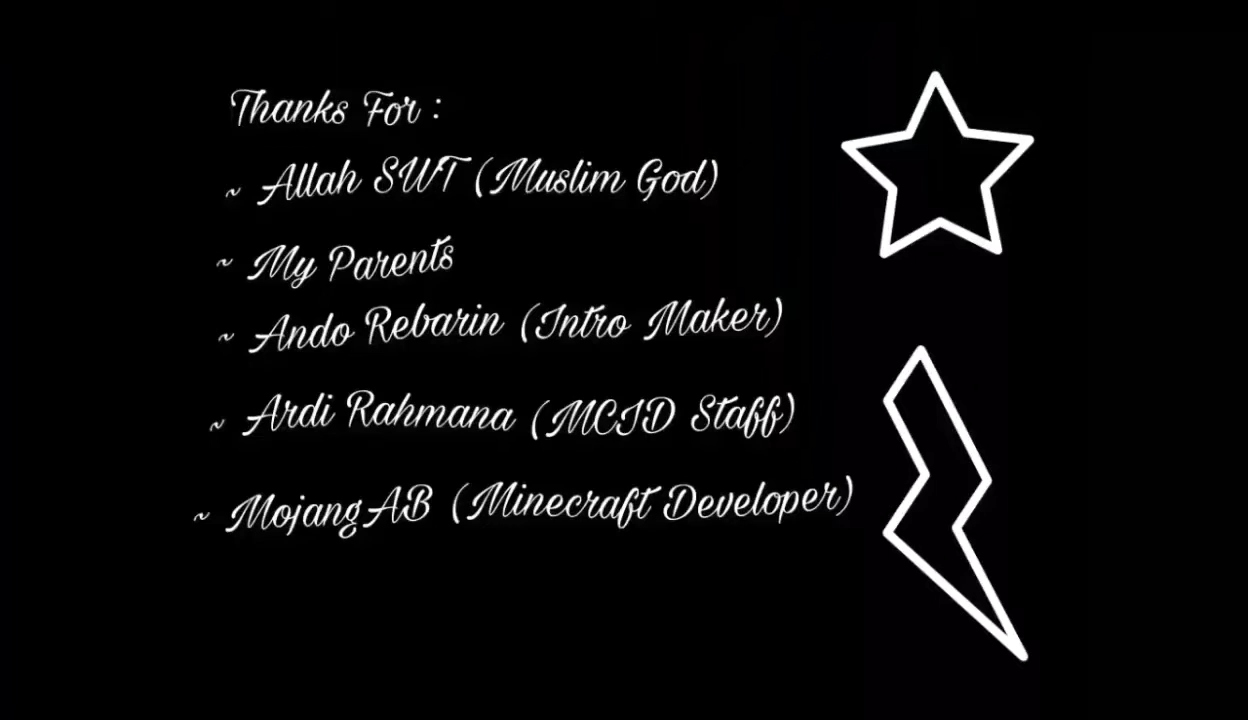 Thanks For :
~ Allah SWT (Muslim God)
~ My Parents
~ Ando Rebarin (Intro Maker)
~ Ardi Rahmana (MCID Staff)
~ MojangAB (Minecraft Developer)